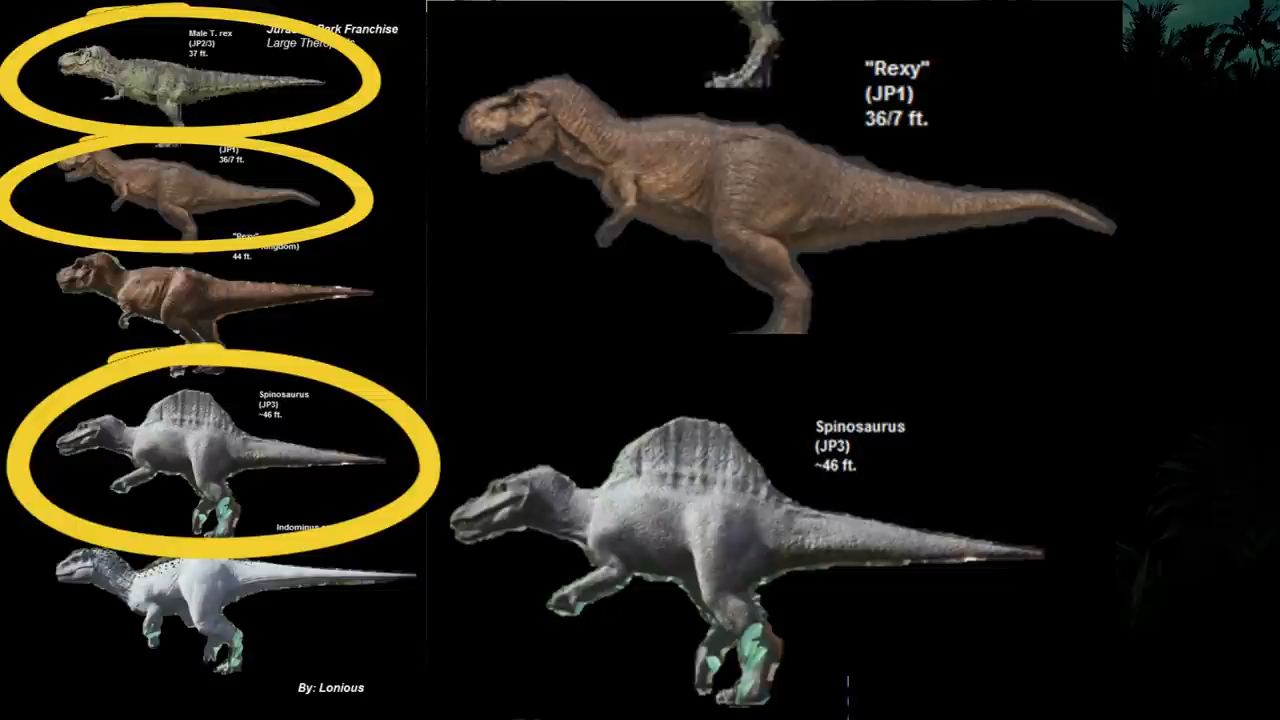 Jurassic Park Franchise
Large Theropods
Male T. rex
(JP2/3)
37 ft.
(JP1)
36/7 ft.
"Rexy"
44 ft.
Spinosaurus
(JP3)
~46 ft.
Indominus
By: Lonious
"Rexy"
(JP1)
36/7 ft.
Spinosaurus
(JP3)
~46 ft.